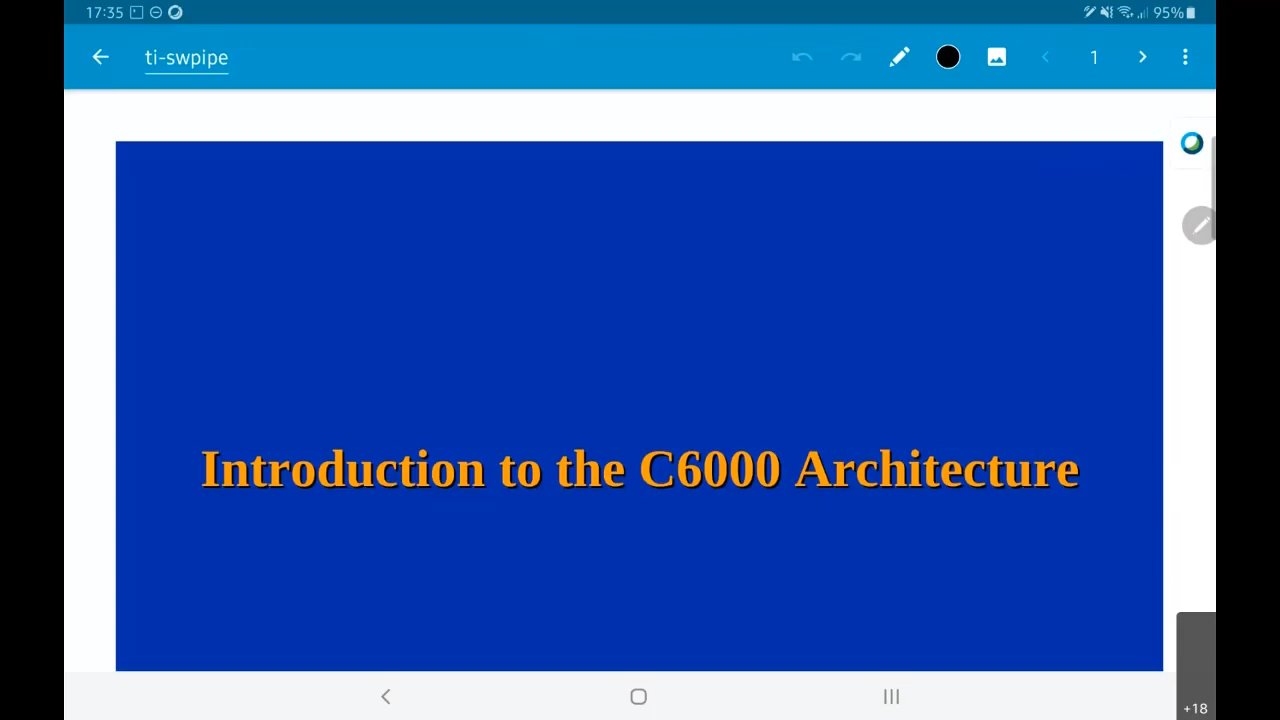 17:35
95%
ti-swpipe
1
Introduction to the C6000 Architecture
+18